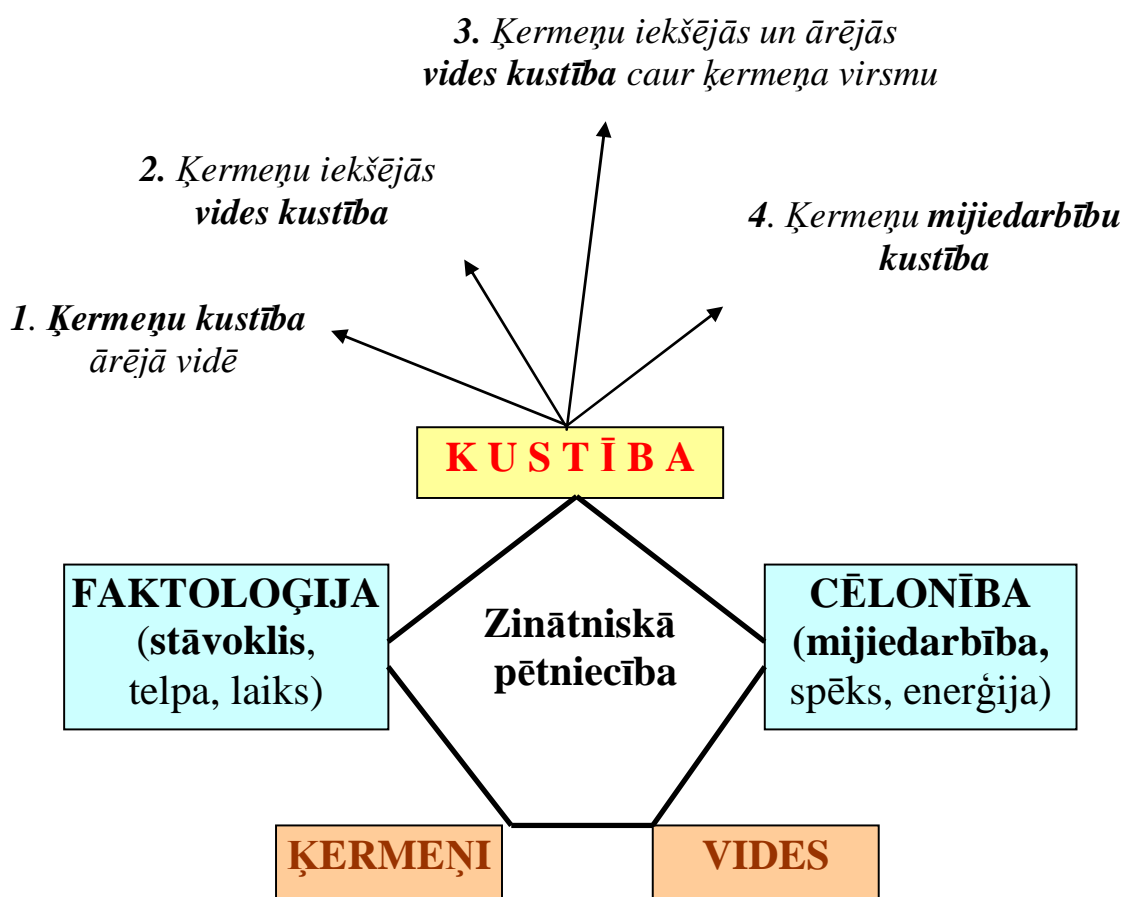 3. Ķermeņu iekšējās un ārējās
vides kustība caur ķermeņa virsmu
2. Ķermeņu iekšējās
vides kustība
4. Ķermeņu mijiedarbību
kustība
1. Ķermeņu kustība
ārējā vidē
K U S T Ī B A
FAKTOLOĢIJA
(stāvoklis,
telpa, laiks)
Zinātniskā
pētniecība
CĒLONĪBA
(mijiedarbība,
spēks, enerģija)
ĶERMEŅI
VIDES